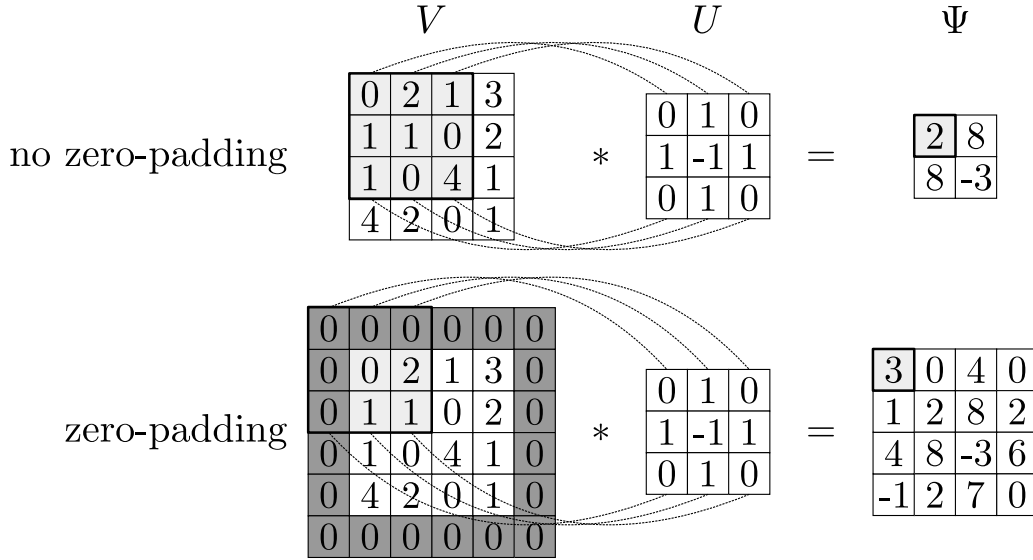 V U Ψ
0 2 1 3
1 1 0 2
1 0 4 1
4 2 0 1
no zero-padding
*
0 1 0
1 -1 1
0 1 0
=
2 8
8 -3
0 0 0 0 0 0
0 0 2 1 3 0
0 1 1 0 2 0
0 1 0 4 1 0
0 4 2 0 1 0
0 0 0 0 0 0
zero-padding
*
0 1 0
1 -1 1
0 1 0
=
3 0 4 0
1 2 8 2
4 8 -3 6
-1 2 7 0